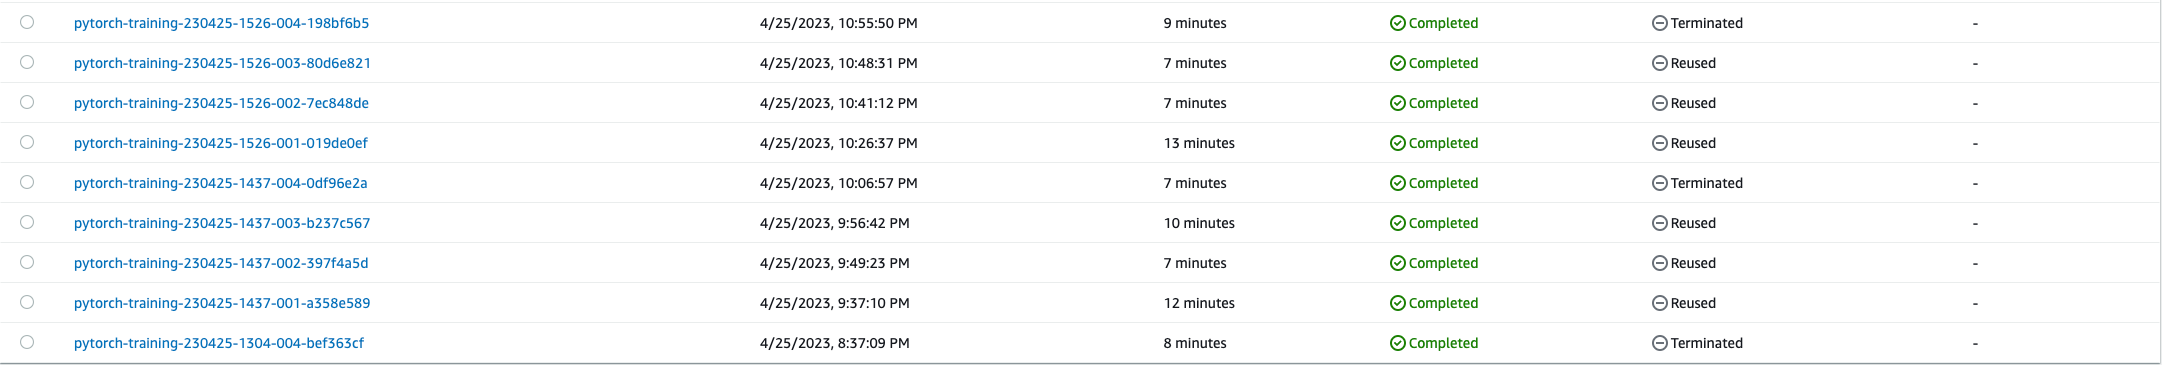 pytorch-training-230425-1526-004-198bf6b5 4/25/2023, 10:55:50 PM 9 minutes Completed Terminated -
pytorch-training-230425-1526-003-80d6e821 4/25/2023, 10:48:31 PM 7 minutes Completed Reused -
pytorch-training-230425-1526-002-7ec848de 4/25/2023, 10:41:12 PM 7 minutes Completed Reused -
pytorch-training-230425-1526-001-019de0ef 4/25/2023, 10:26:37 PM 13 minutes Completed Reused -
pytorch-training-230425-1437-004-0df96e2a 4/25/2023, 10:06:57 PM 7 minutes Completed Terminated -
pytorch-training-230425-1437-003-b237c567 4/25/2023, 9:56:42 PM 10 minutes Completed Reused -
pytorch-training-230425-1437-002-397f4a5d 4/25/2023, 9:49:23 PM 7 minutes Completed Reused -
pytorch-training-230425-1437-001-a358e589 4/25/2023, 9:37:10 PM 12 minutes Completed Reused -
pytorch-training-230425-1304-004-bef363cf 4/25/2023, 8:37:09 PM 8 minutes Completed Terminated -